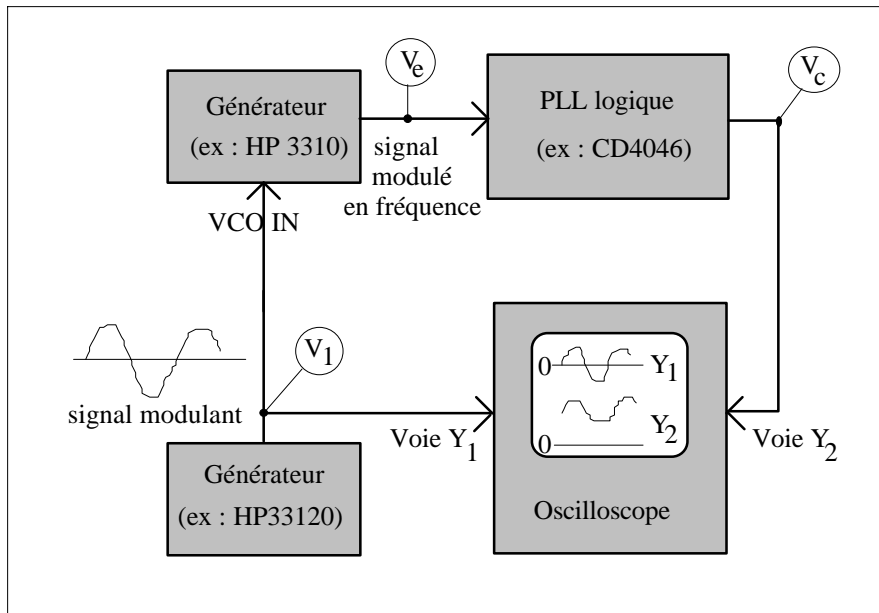 Générateur
(ex : HP 3310)
Ve
signal
modulé
en fréquence
PLL logique
(ex : CD4046)
Vc
VCO IN
signal modulant
V1
Générateur
(ex : HP33120)
Voie Y1
0 Y1
0 Y2
Oscilloscope
Voie Y2